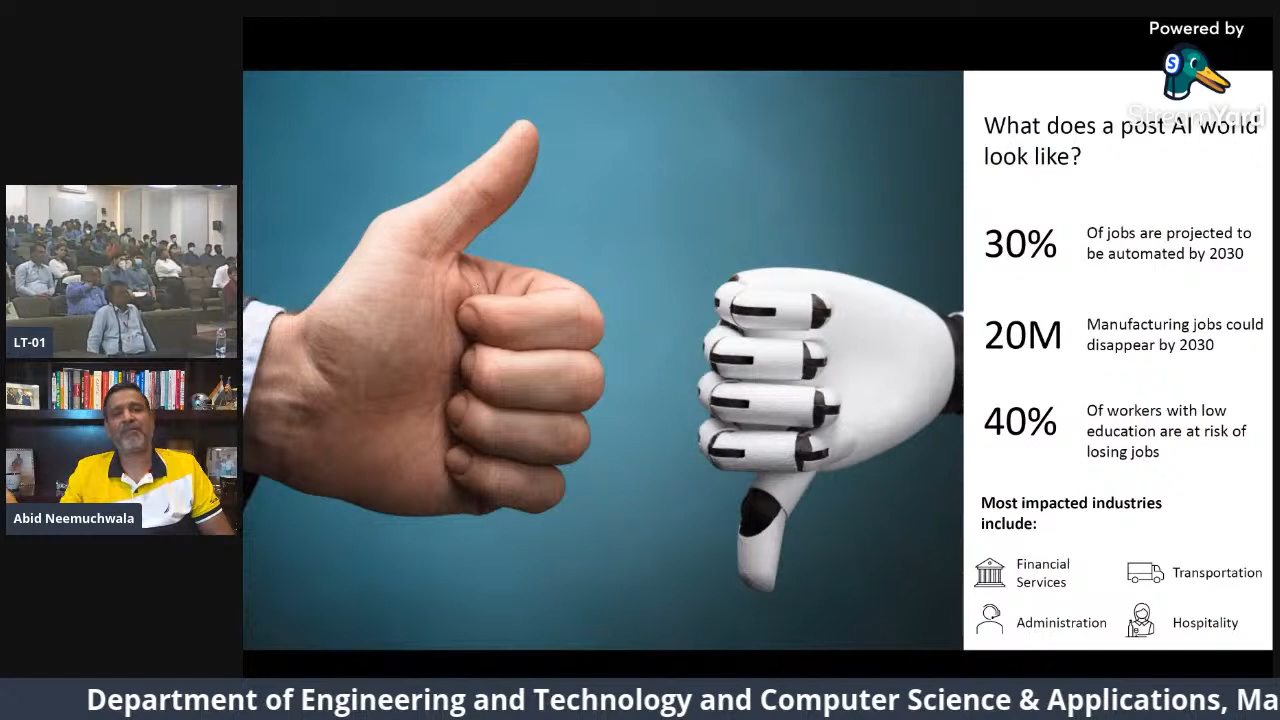 Powered by
StreamYard
What does a post AI world
look like?
30%
Of jobs are projected to
be automated by 2030
20M
Manufacturing jobs could
disappear by 2030
40%
Of workers with low
education are at risk of
losing jobs
Most impacted industries
include:
Financial
Services
Transportation
Administration
Hospitality
LT-01
Abid Neemuchwala
Department of Engineering and Technology and Computer Science & Applications, Ma